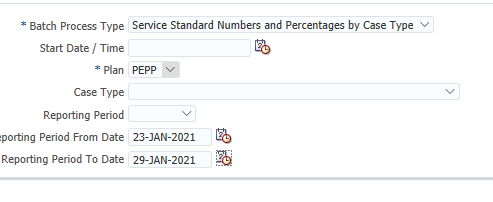 * Batch Process Type Service Standard Numbers and Percentages by Case Type
Start Date / Time
* Plan PEPP
Case Type
Reporting Period
eporting Period From Date 23-JAN-2021
Reporting Period To Date 29-JAN-2021